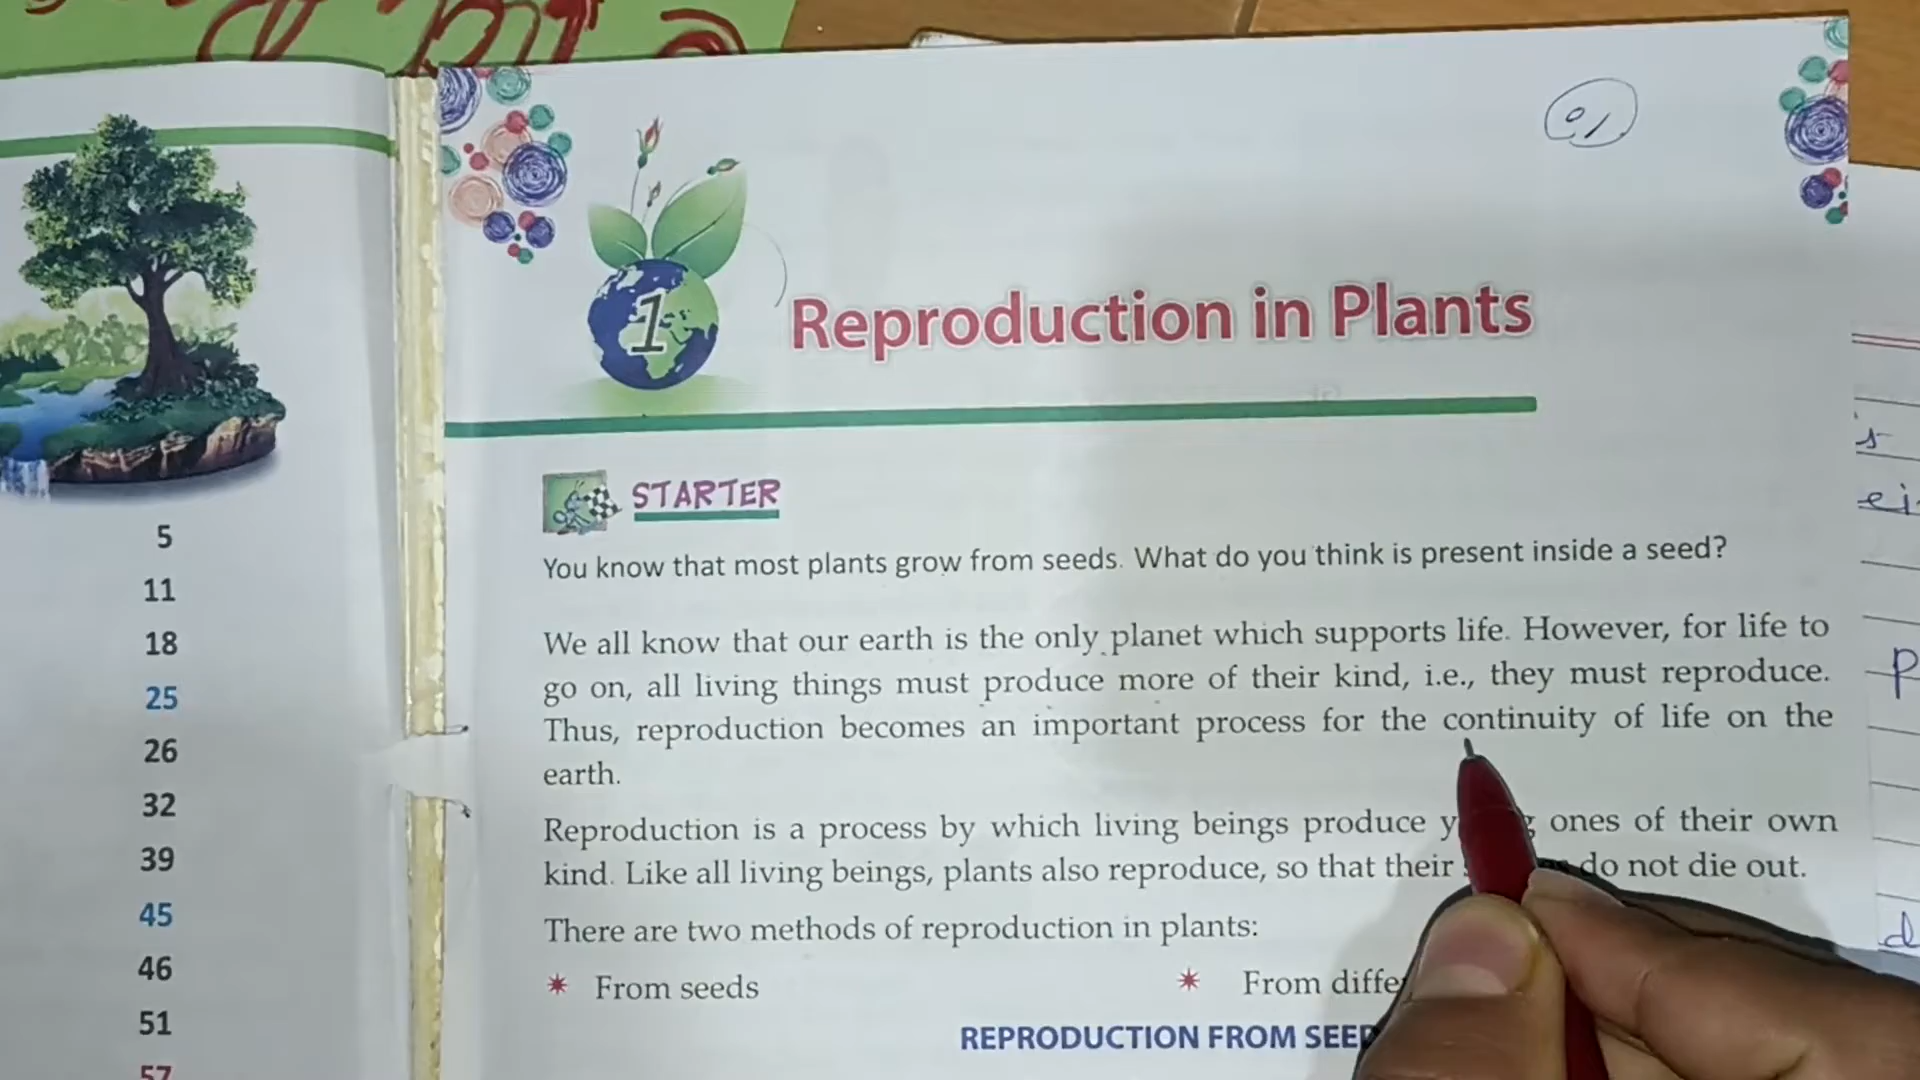 5
11
18
25
26
32
39
45
46
51
57
01
1
Reproduction in Plants
STARTER
You know that most plants grow from seeds. What do you think is present inside a seed?
We all know that our earth is the only planet which supports life. However, for life to
go on, all living things must produce more of their kind, i.e., they must reproduce.
Thus, reproduction becomes an important process for the continuity of life on the
earth.
Reproduction is a process by which living beings produce ones of their own
kind. Like all living beings, plants also reproduce, so that their do not die out.
There are two methods of reproduction in plants:
From seeds
From
REPRODUCTION FROM